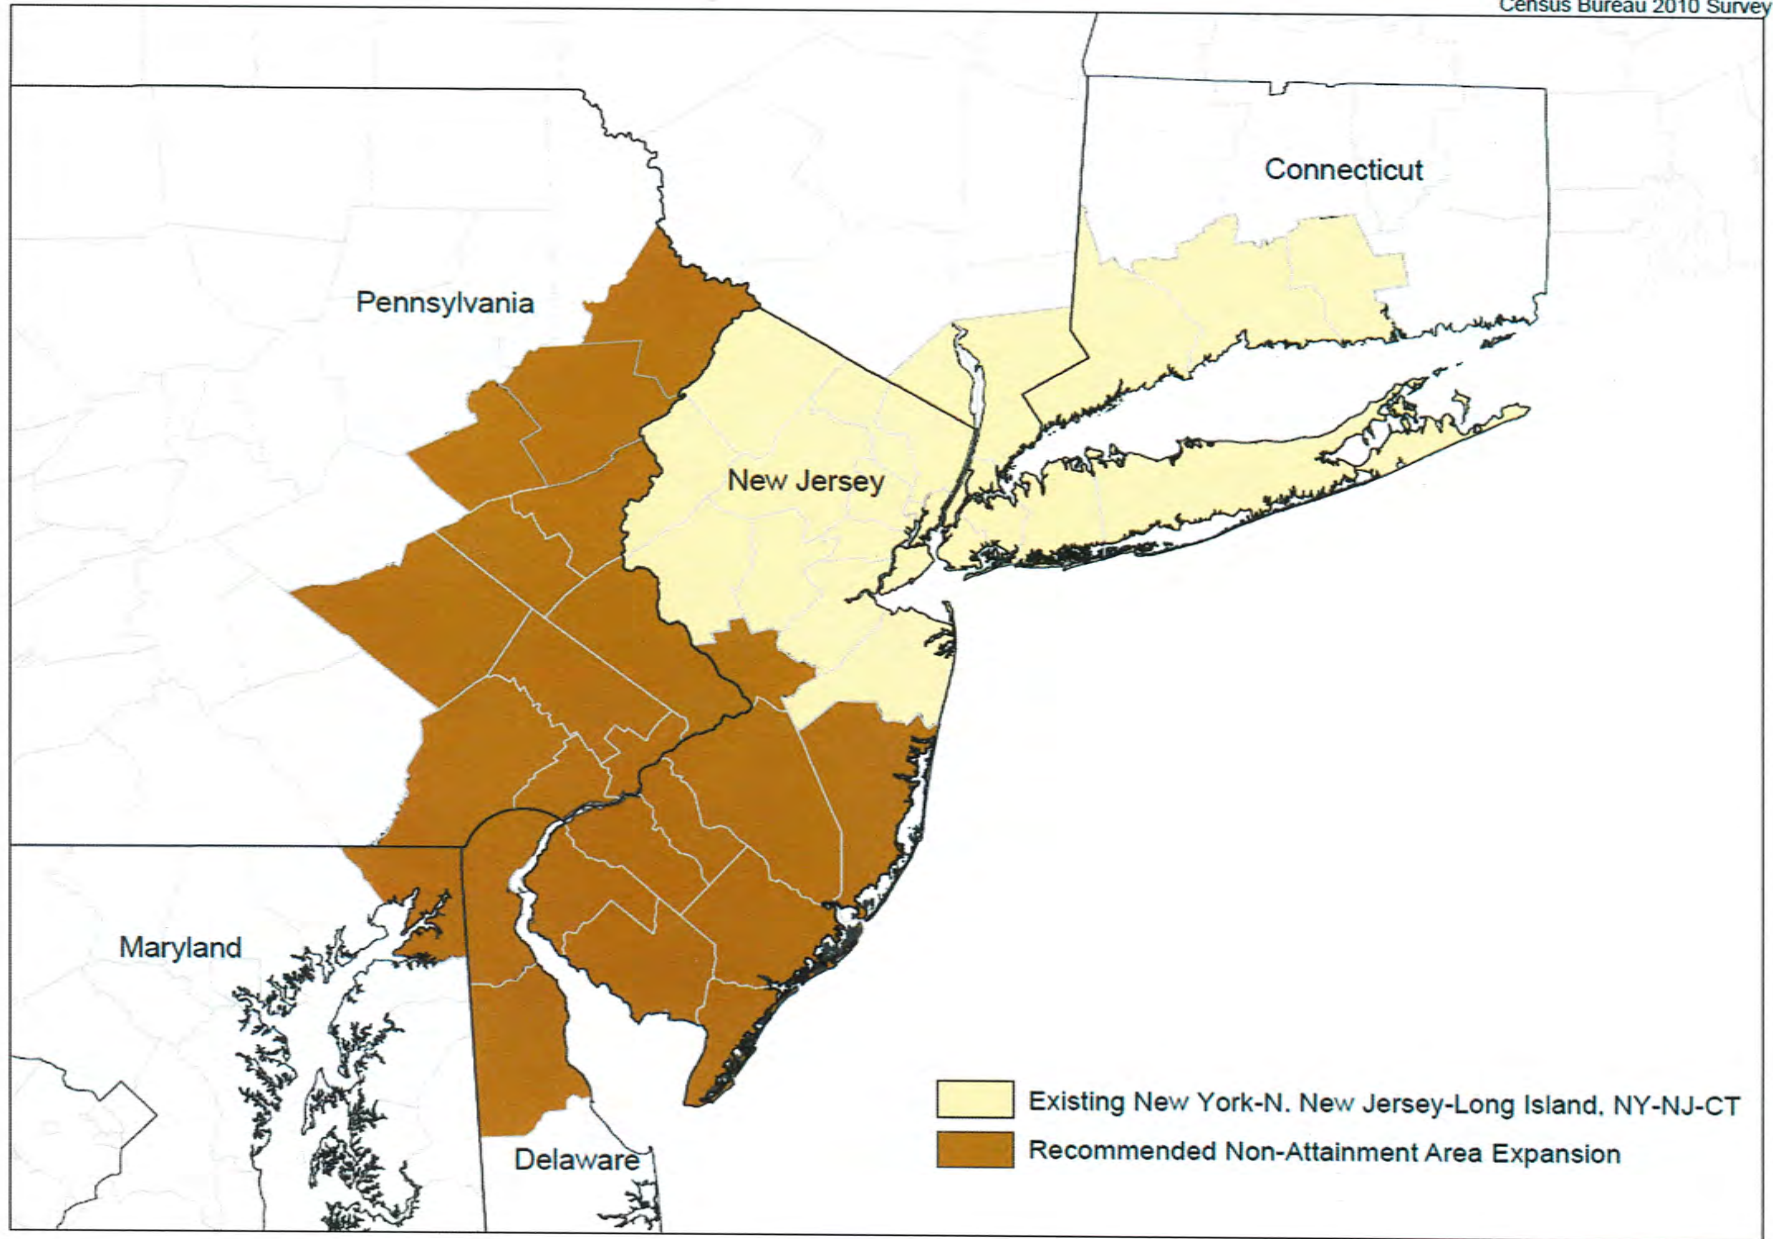 Census Bureau 2010 Survey
Connecticut
Pennsylvania
New Jersey
Maryland
Existing New York-N. New Jersey-Long Island, NY-NJ-CT
Recommended Non-Attainment Area Expansion
Delaware